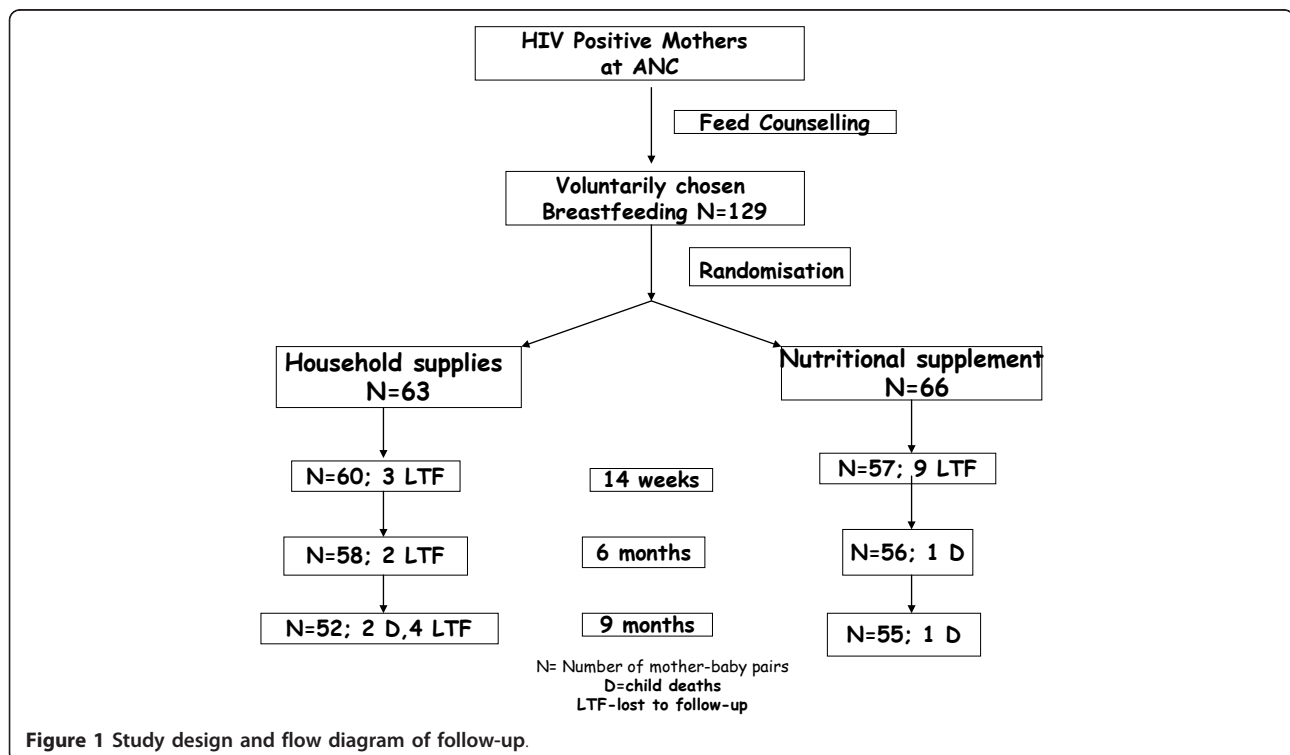 HIV Positive Mothers
at ANC
Feed Counselling
Voluntarily chosen
Breastfeeding N=129
Randomisation
Household supplies
N=63
Nutritional supplement
N=66
N=60; 3 LTF
14 weeks
N=57; 9 LTF
N=58; 2 LTF
6 months
N=56; 1 D
N=52; 2 D,4 LTF
9 months
N=55; 1 D
N= Number of mother-baby pairs
D=child deaths
LTF-lost to follow-up
Figure 1 Study design and flow diagram of follow-up.